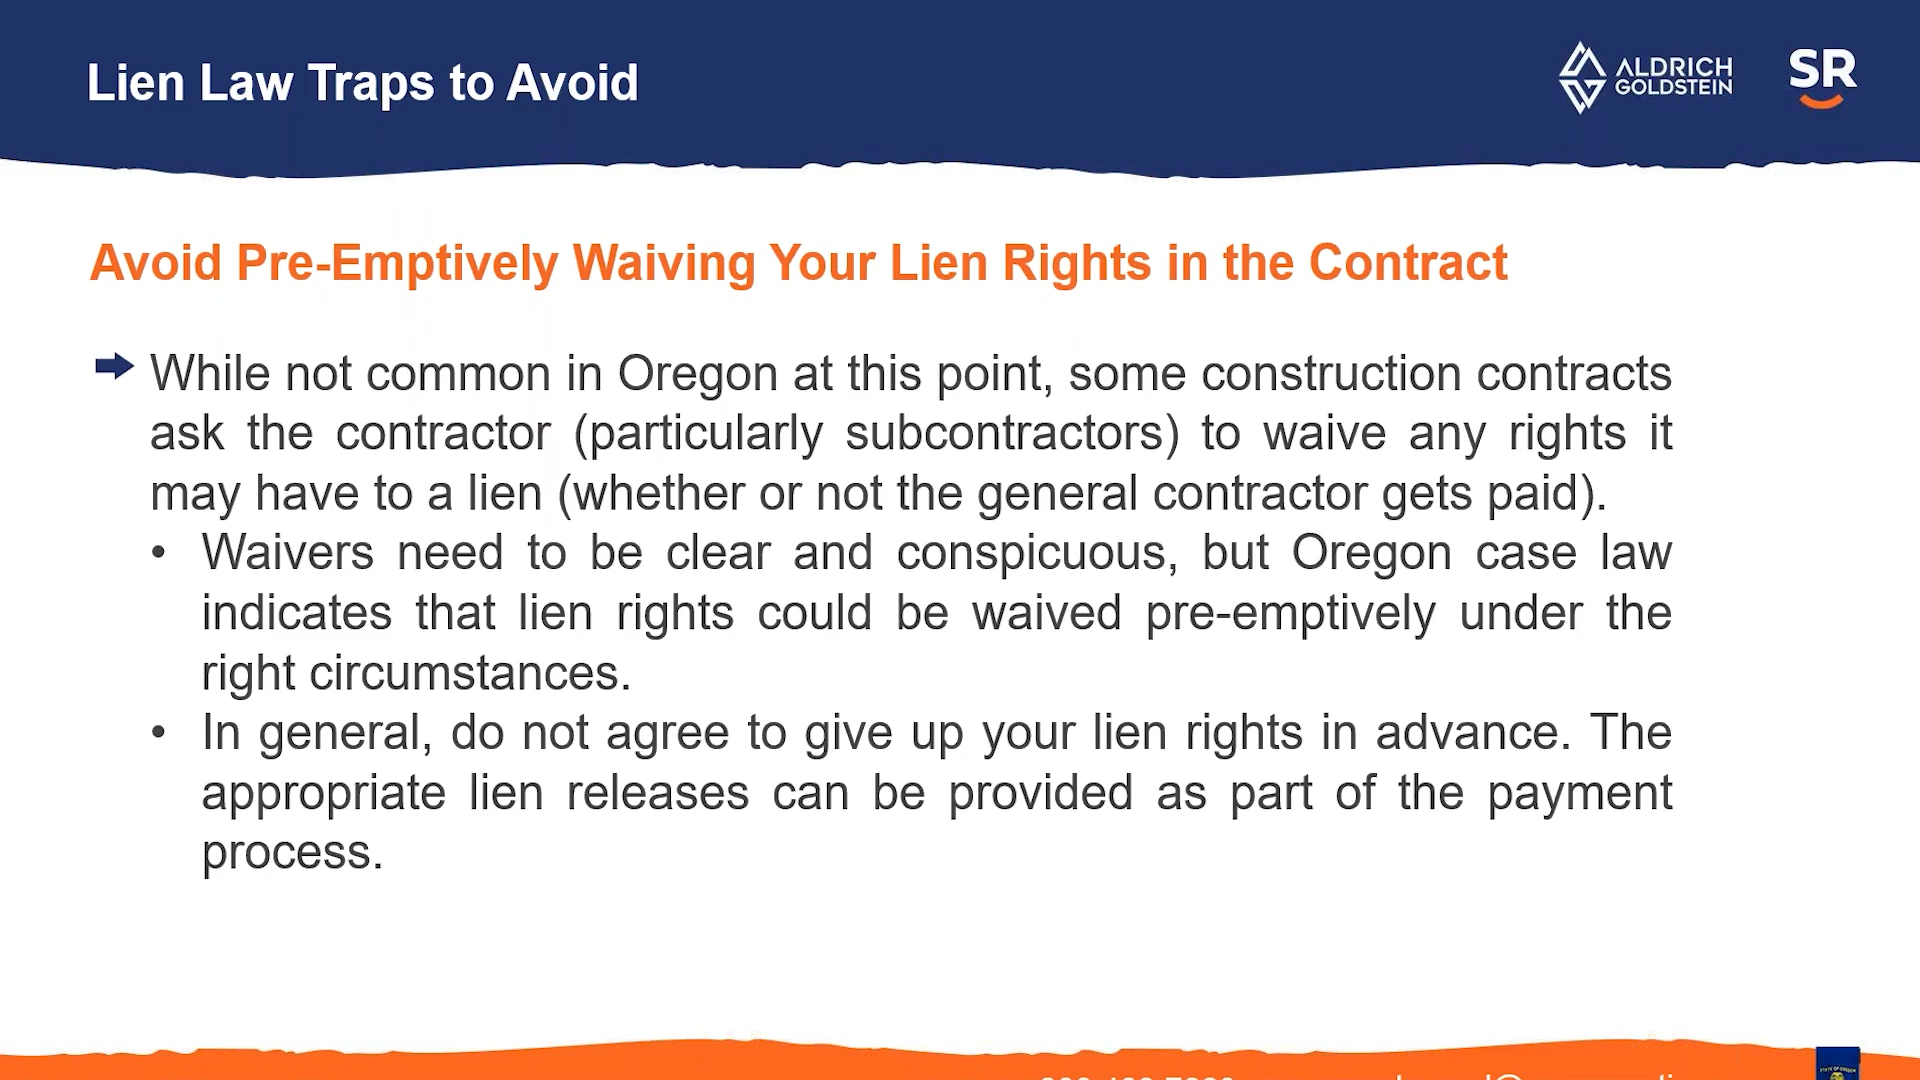 Lien Law Traps to Avoid
ALDRICH
GOLDSTEIN
SR
Avoid Pre-Emptively Waiving Your Lien Rights in the Contract
While not common in Oregon at this point, some construction contracts
ask the contractor (particularly subcontractors) to waive any rights it
may have to a lien (whether or not the general contractor gets paid).
• Waivers need to be clear and conspicuous, but Oregon case law
indicates that lien rights could be waived pre-emptively under the
right circumstances.
• In general, do not agree to give up your lien rights in advance. The
appropriate lien releases can be provided as part of the payment
process.
STATE OF OREGON